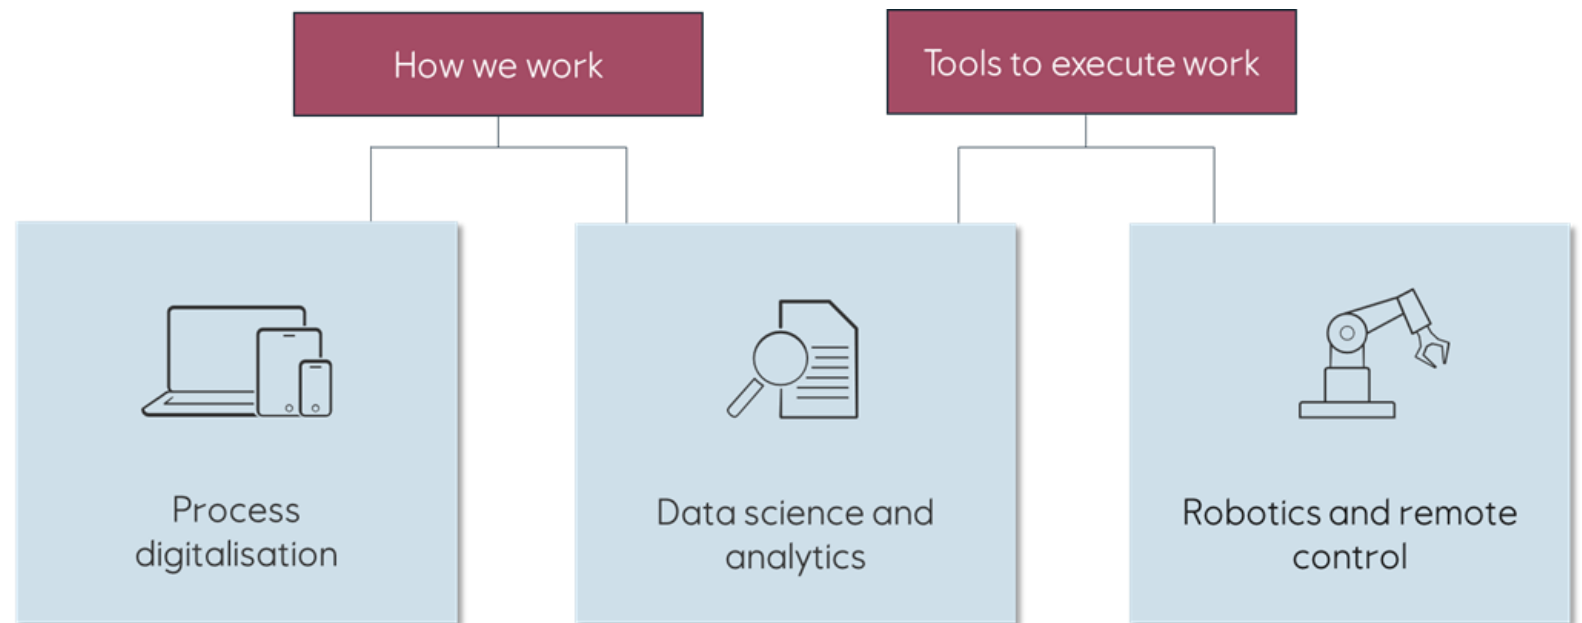 How we work
Tools to execute work
Process
digitalisation
Data science and
analytics
Robotics and remote
control